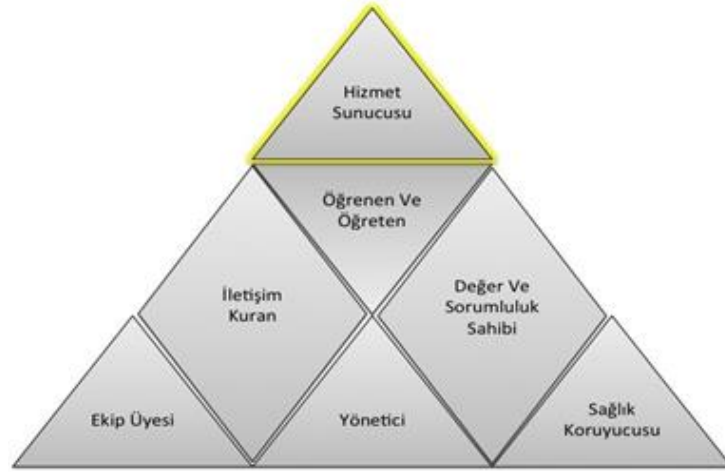 Hizmet
Sunucusu
Öğrenen Ve
Öğreten
İletişim
Kuran
Değer Ve
Sorumluluk
Sahibi
Ekip Üyesi
Yönetici
Sağlık
Koruyucusu